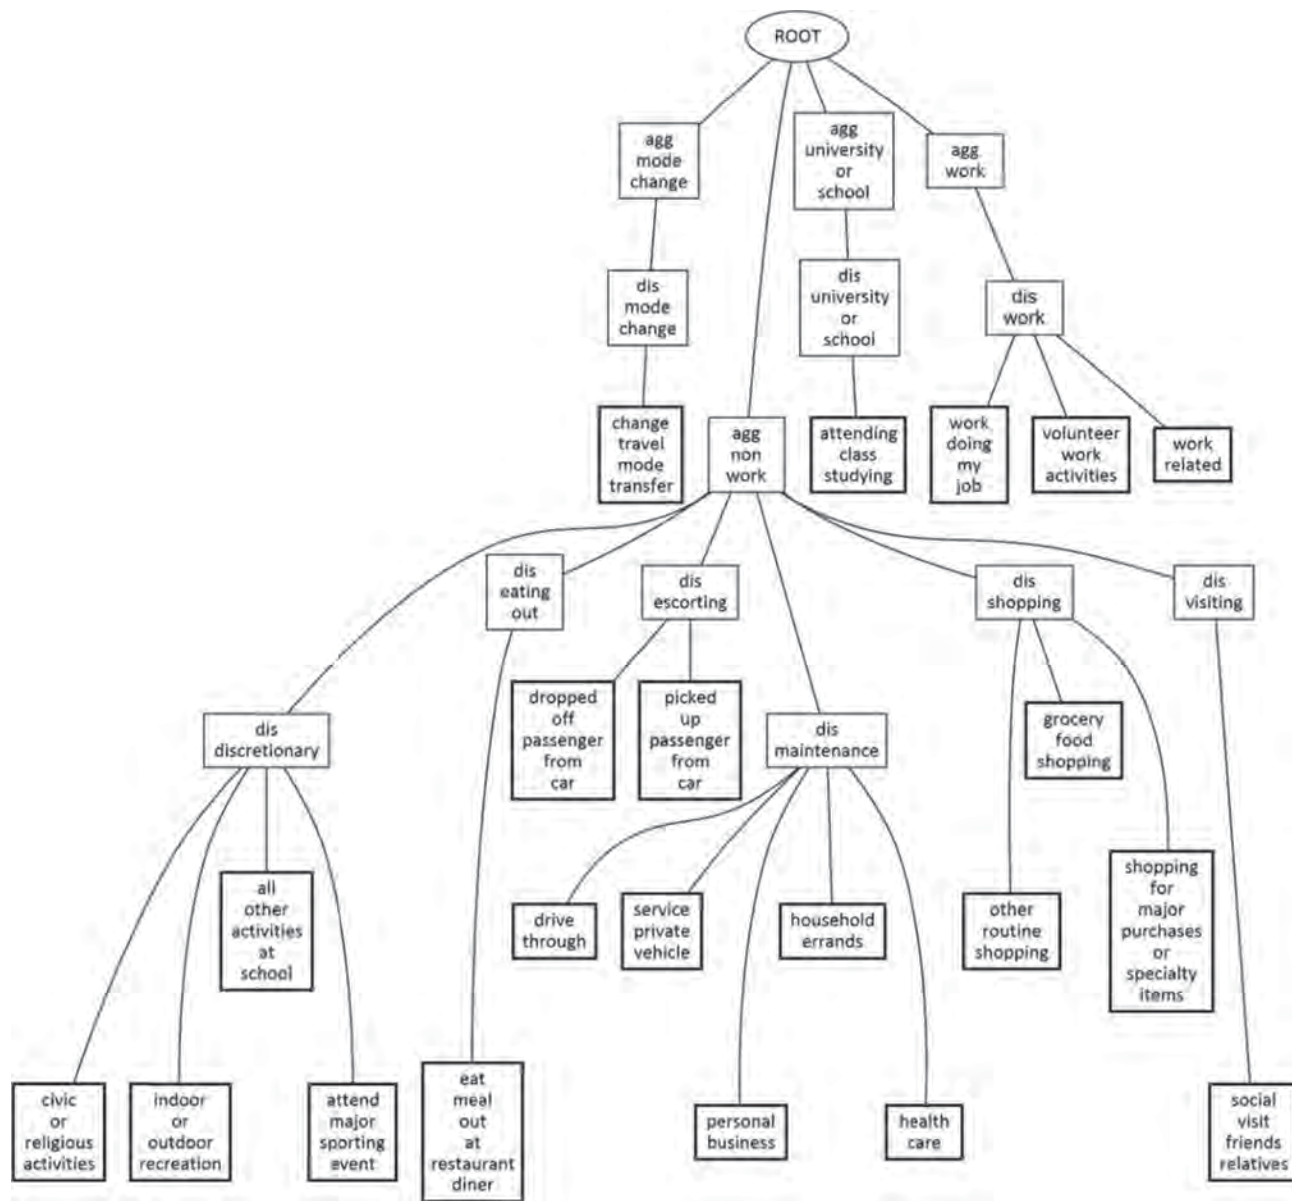 ROOT
agg
mode
change
agg
university
or
school
agg
work
dis
mode
change
dis
university
or
school
dis
work
change
travel
mode
transfer
agg
non
work
attending
class
studying
work
doing
my
job
volunteer
work
activities
work
related
dis
eating
out
dis
escorting
dis
shopping
dis
visiting
dis
discretionary
dropped
off
passenger
from
car
picked
up
passenger
from
car
dis
maintenance
grocery
food
shopping
all
other
activities
at
school
drive
through
service
private
vehicle
household
errands
other
routine
shopping
shopping
for
major
purchases
or
specialty
items
civic
or
religious
activities
indoor
or
outdoor
recreation
attend
major
sporting
event
eat
meal
out
at
restaurant
diner
personal
business
health
care
social
visit
friends
relatives